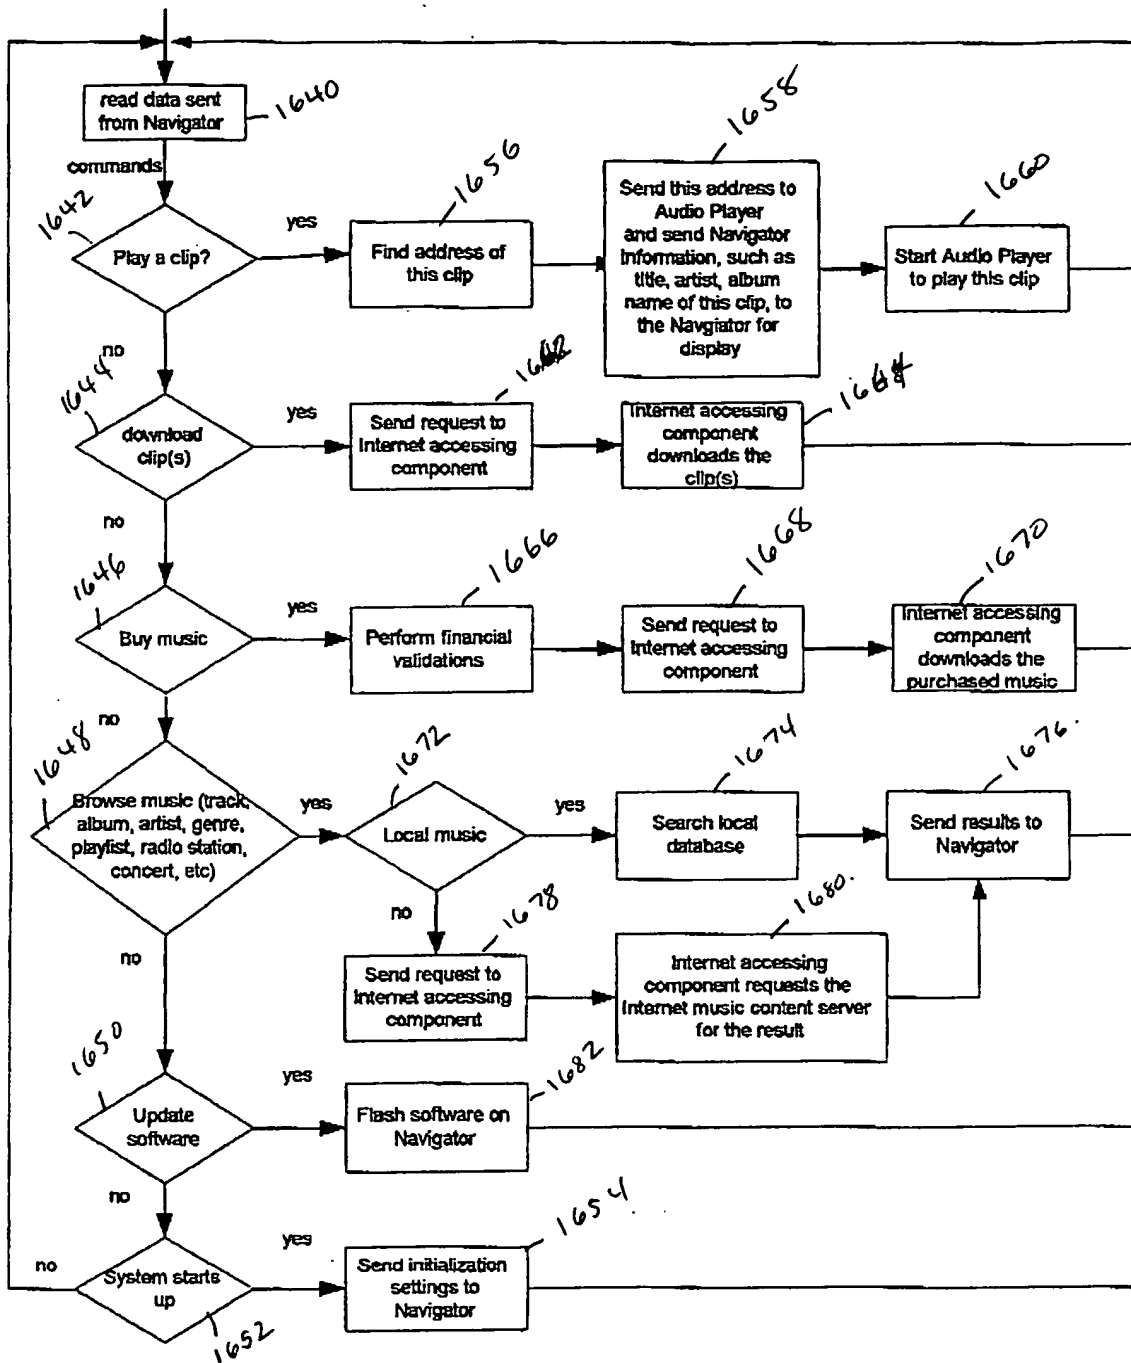 read data sent
from Navigator
1640
commands
1642
Play a clip?
yes
1656
Find address of
this clip
1658
Send this address to
Audio Player
and send Navigator
Information, such as
title, artist, album
name of this clip, to
the Navgiator for
display
1660
Start Audio Player
to play this clip
no
1644
download
clip(s)
yes
Send request to
Internet accessing
component
Internet accessing
component
downloads the
clip(s)
no
1646
Buy music
yes
1666
Perform financial
validations
1668
Send request to
Internet accessing
component
1670
Internet accessing
component
downloads the
purchased music
no
1648
Browse music (track,
album, artist, genre,
playlist, radio station,
concert, etc)
yes
1672
Local music
yes
1674
Search local
database
1676.
Send results to
Navigator
no
1678
Send request to
Internet accessing
component
1680.
Internet accessing
component requests the
Internet music content server
for the result
no
1650
Update
software
yes
1682
Flash software on
Navigator
no
no
System starts
up
1652
yes
1654
Send initialization
settings to
Navigator